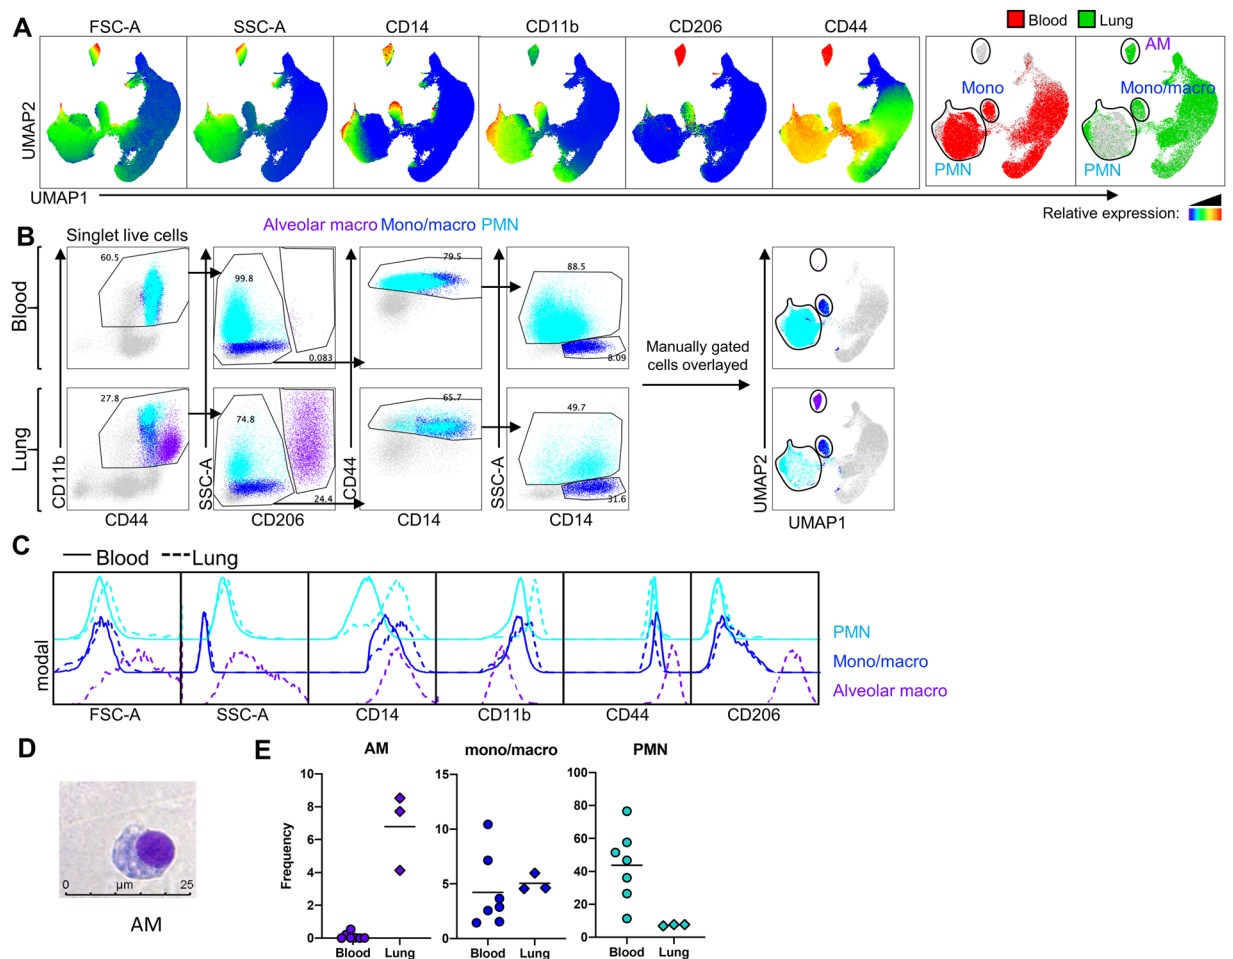 A
FSC-A SSC-A CD14 CD11b CD206 CD44
Blood Lung
AM
Mono Mono/macro
PMN PMN
UMAP2
UMAP1
Relative expression:
B
Alveolar macro Mono/macro PMN
Singlet live cells
Blood
60.5
99.8
0.083
79.5
88.5
8.09
Manually gated
cells overlayed
Lung
27.8
74.8
24.4
65.7
49.7
31.6
CD11b
SSC-A
CD44
SSC-A
UMAP2
CD44 CD206 CD14 CD14 UMAP1
C
Blood Lung
modal
PMN
Mono/macro
Alveolar macro
FSC-A SSC-A CD14 CD11b CD44 CD206
D
0 µm 25
AM
E
AM mono/macro PMN
Frequency
10
8
6
4
2
0
Blood Lung
15
10
5
0
Blood Lung
100
80
60
40
20
0
Blood Lung